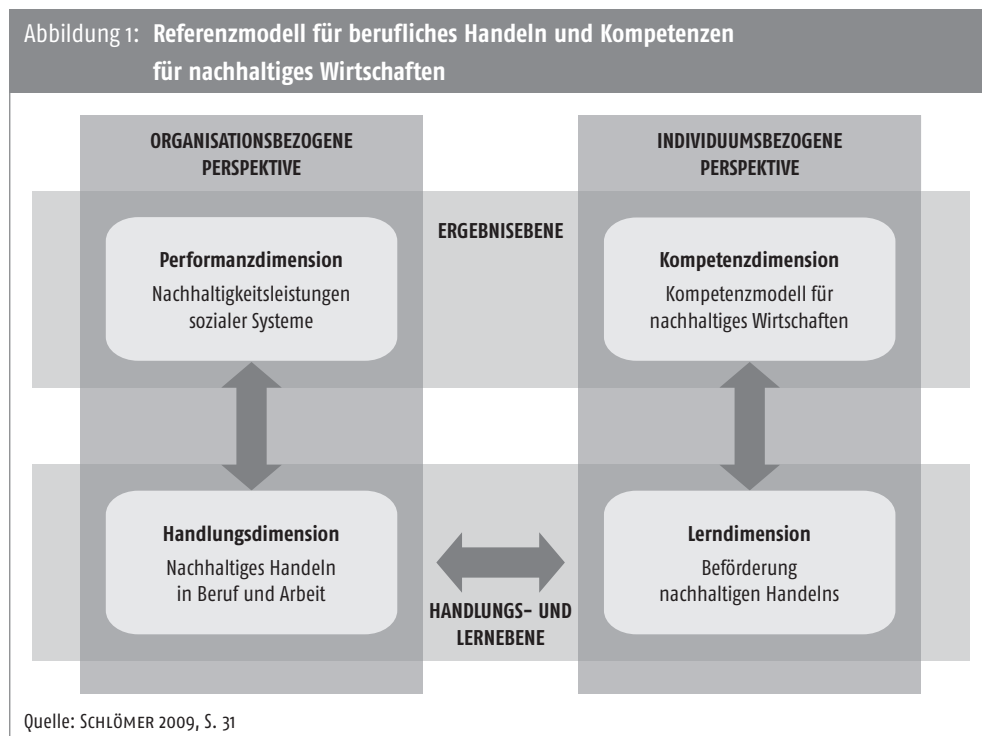 Abbildung 1: Referenzmodell für berufliches Handeln und Kompetenzen
für nachhaltiges Wirtschaften
ORGANISATIONSBEZOGENE
PERSPEKTIVE
INDIVIDUUMSBEZOGENE
PERSPEKTIVE
ERGEBNISEBENE
Performanzdimension
Nachhaltigkeitsleistungen
sozialer Systeme
Kompetenzdimension
Kompetenzmodell für
nachhaltiges Wirtschaften
Handlungsdimension
Nachhaltiges Handeln
in Beruf und Arbeit
Lerndimension
Beförderung
nachhaltigen Handelns
HANDLUNGS- UND
LERNEBENE
Quelle: SCHLÖMER 2009, S. 31